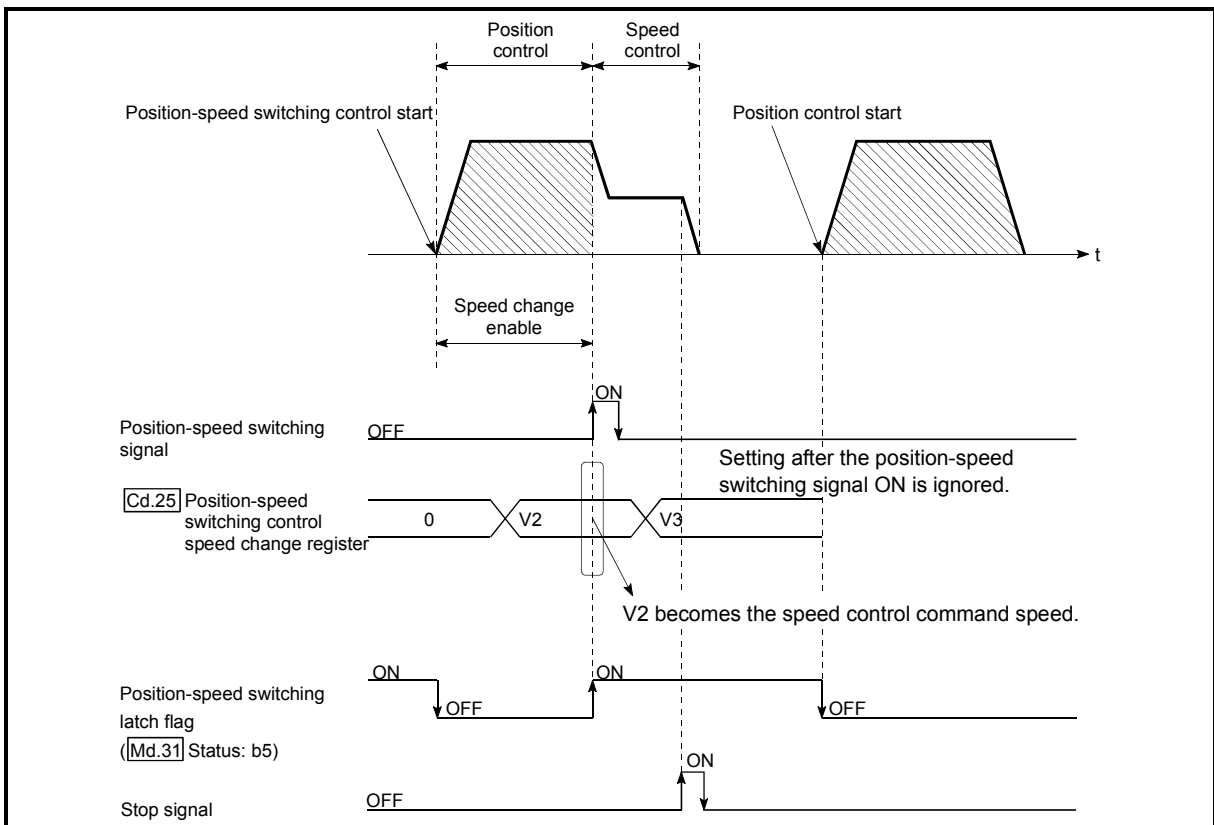 Position
control
Speed
control
Position-speed switching control start
Position control start
t
Speed change
enable
ON
Position-speed switching
signal
OFF
Setting after the position-speed
switching signal ON is ignored.
Cd.25 Position-speed
switching control
speed change register
0
V2
V3
V2 becomes the speed control command speed.
ON
ON
Position-speed switching
latch flag
(Md.31 Status: b5)
OFF
OFF
ON
Stop signal
OFF